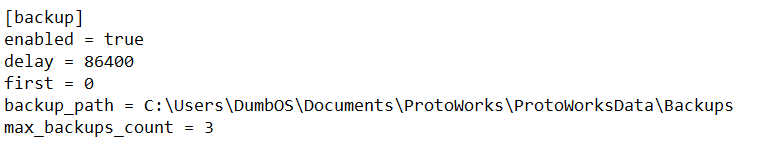 [backup]
enabled = true
delay = 86400
first = 0
backup_path = C:\Users\DumbOS\Documents\ProtoWorks\ProtoWorksData\Backups
max_backups_count = 3